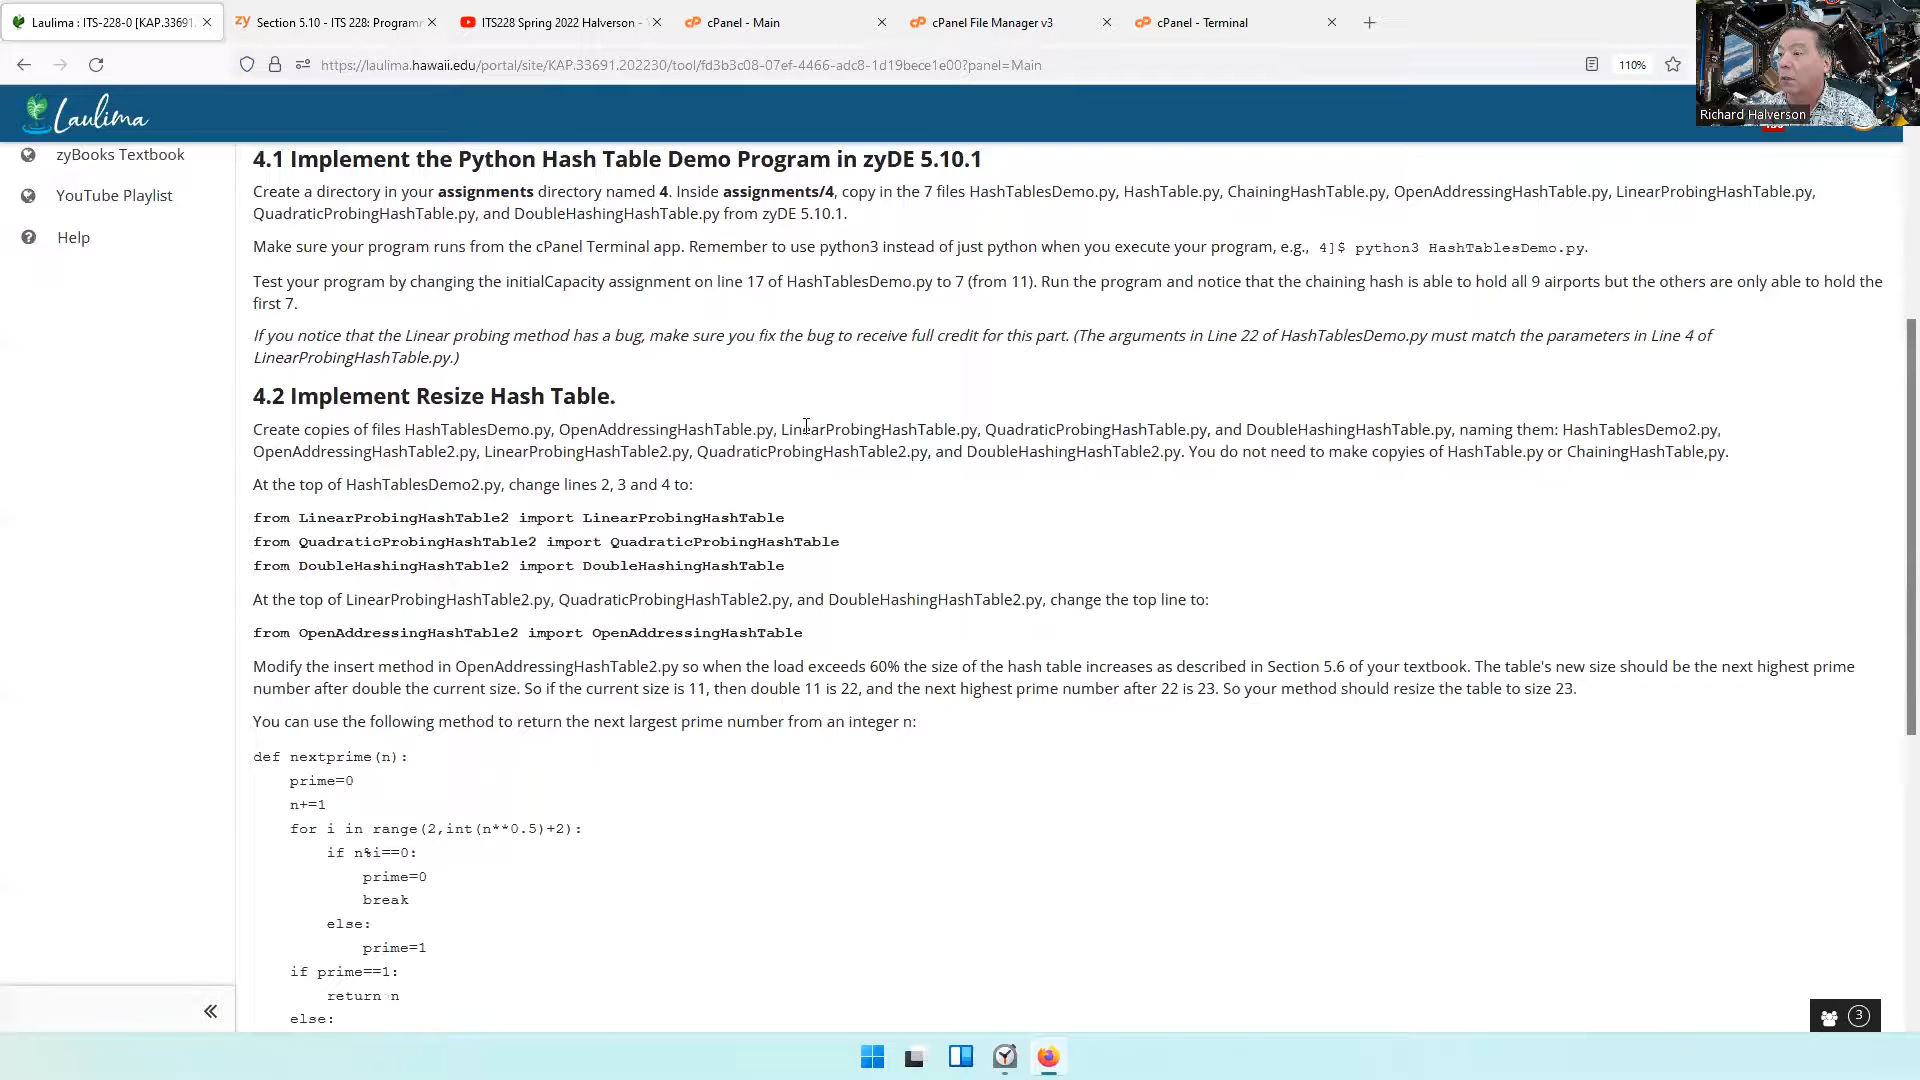 Laulima : ITS-228-0 [KAP.33691.
Section 5.10 - ITS 228: Programm
ITS228 Spring 2022 Halverson -
cPanel - Main
cPanel File Manager v3
cPanel - Terminal
https://laulima.hawaii.edu/portal/site/KAP.33691.202230/tool/fd3b3c08-07ef-4466-adc8-1d19bece1e00?panel=Main
110%
Richard Halverson
Laulima
zyBooks Textbook
YouTube Playlist
Help
4.1 Implement the Python Hash Table Demo Program in zyDE 5.10.1
Create a directory in your assignments directory named 4. Inside assignments/4, copy in the 7 files HashTablesDemo.py, HashTable.py, ChainingHashTable.py, OpenAddressingHashTable.py, LinearProbingHashTable.py,
QuadraticProbingHashTable.py, and DoubleHashingHashTable.py from zyDE 5.10.1.
Make sure your program runs from the cPanel Terminal app. Remember to use python3 instead of just python when you execute your program, e.g., 4]$ python3 HashTablesDemo.py.
Test your program by changing the initialCapacity assignment on line 17 of HashTablesDemo.py to 7 (from 11). Run the program and notice that the chaining hash is able to hold all 9 airports but the others are only able to hold the
first 7.
If you notice that the Linear probing method has a bug, make sure you fix the bug to receive full credit for this part. (The arguments in Line 22 of HashTablesDemo.py must match the parameters in Line 4 of
LinearProbingHashTable.py.)
4.2 Implement Resize Hash Table.
Create copies of files HashTablesDemo.py, OpenAddressingHashTable.py, LinearProbingHashTable.py, QuadraticProbingHashTable.py, and DoubleHashingHashTable.py, naming them: HashTablesDemo2.py,
OpenAddressingHashTable2.py, LinearProbingHashTable2.py, QuadraticProbingHashTable2.py, and DoubleHashingHashTable2.py. You do not need to make copyies of HashTable.py or ChainingHashTable,py.
At the top of HashTablesDemo2.py, change lines 2, 3 and 4 to:
from LinearProbingHashTable2 import LinearProbingHashTable
from QuadraticProbingHashTable2 import QuadraticProbingHashTable
from DoubleHashingHashTable2 import DoubleHashingHashTable
At the top of LinearProbingHashTable2.py, QuadraticProbingHashTable2.py, and DoubleHashingHashTable2.py, change the top line to:
from OpenAddressingHashTable2 import OpenAddressingHashTable
Modify the insert method in OpenAddressingHashTable2.py so when the load exceeds 60% the size of the hash table increases as described in Section 5.6 of your textbook. The table's new size should be the next highest prime
number after double the current size. So if the current size is 11, then double 11 is 22, and the next highest prime number after 22 is 23. So your method should resize the table to size 23.
You can use the following method to return the next largest prime number from an integer n:
def nextprime(n):
prime=0
n+=1
for i in range(2,int(n**0.5)+2):
if n%i==0:
prime=0
break
else:
prime=1
if prime==1:
return n
else:
3